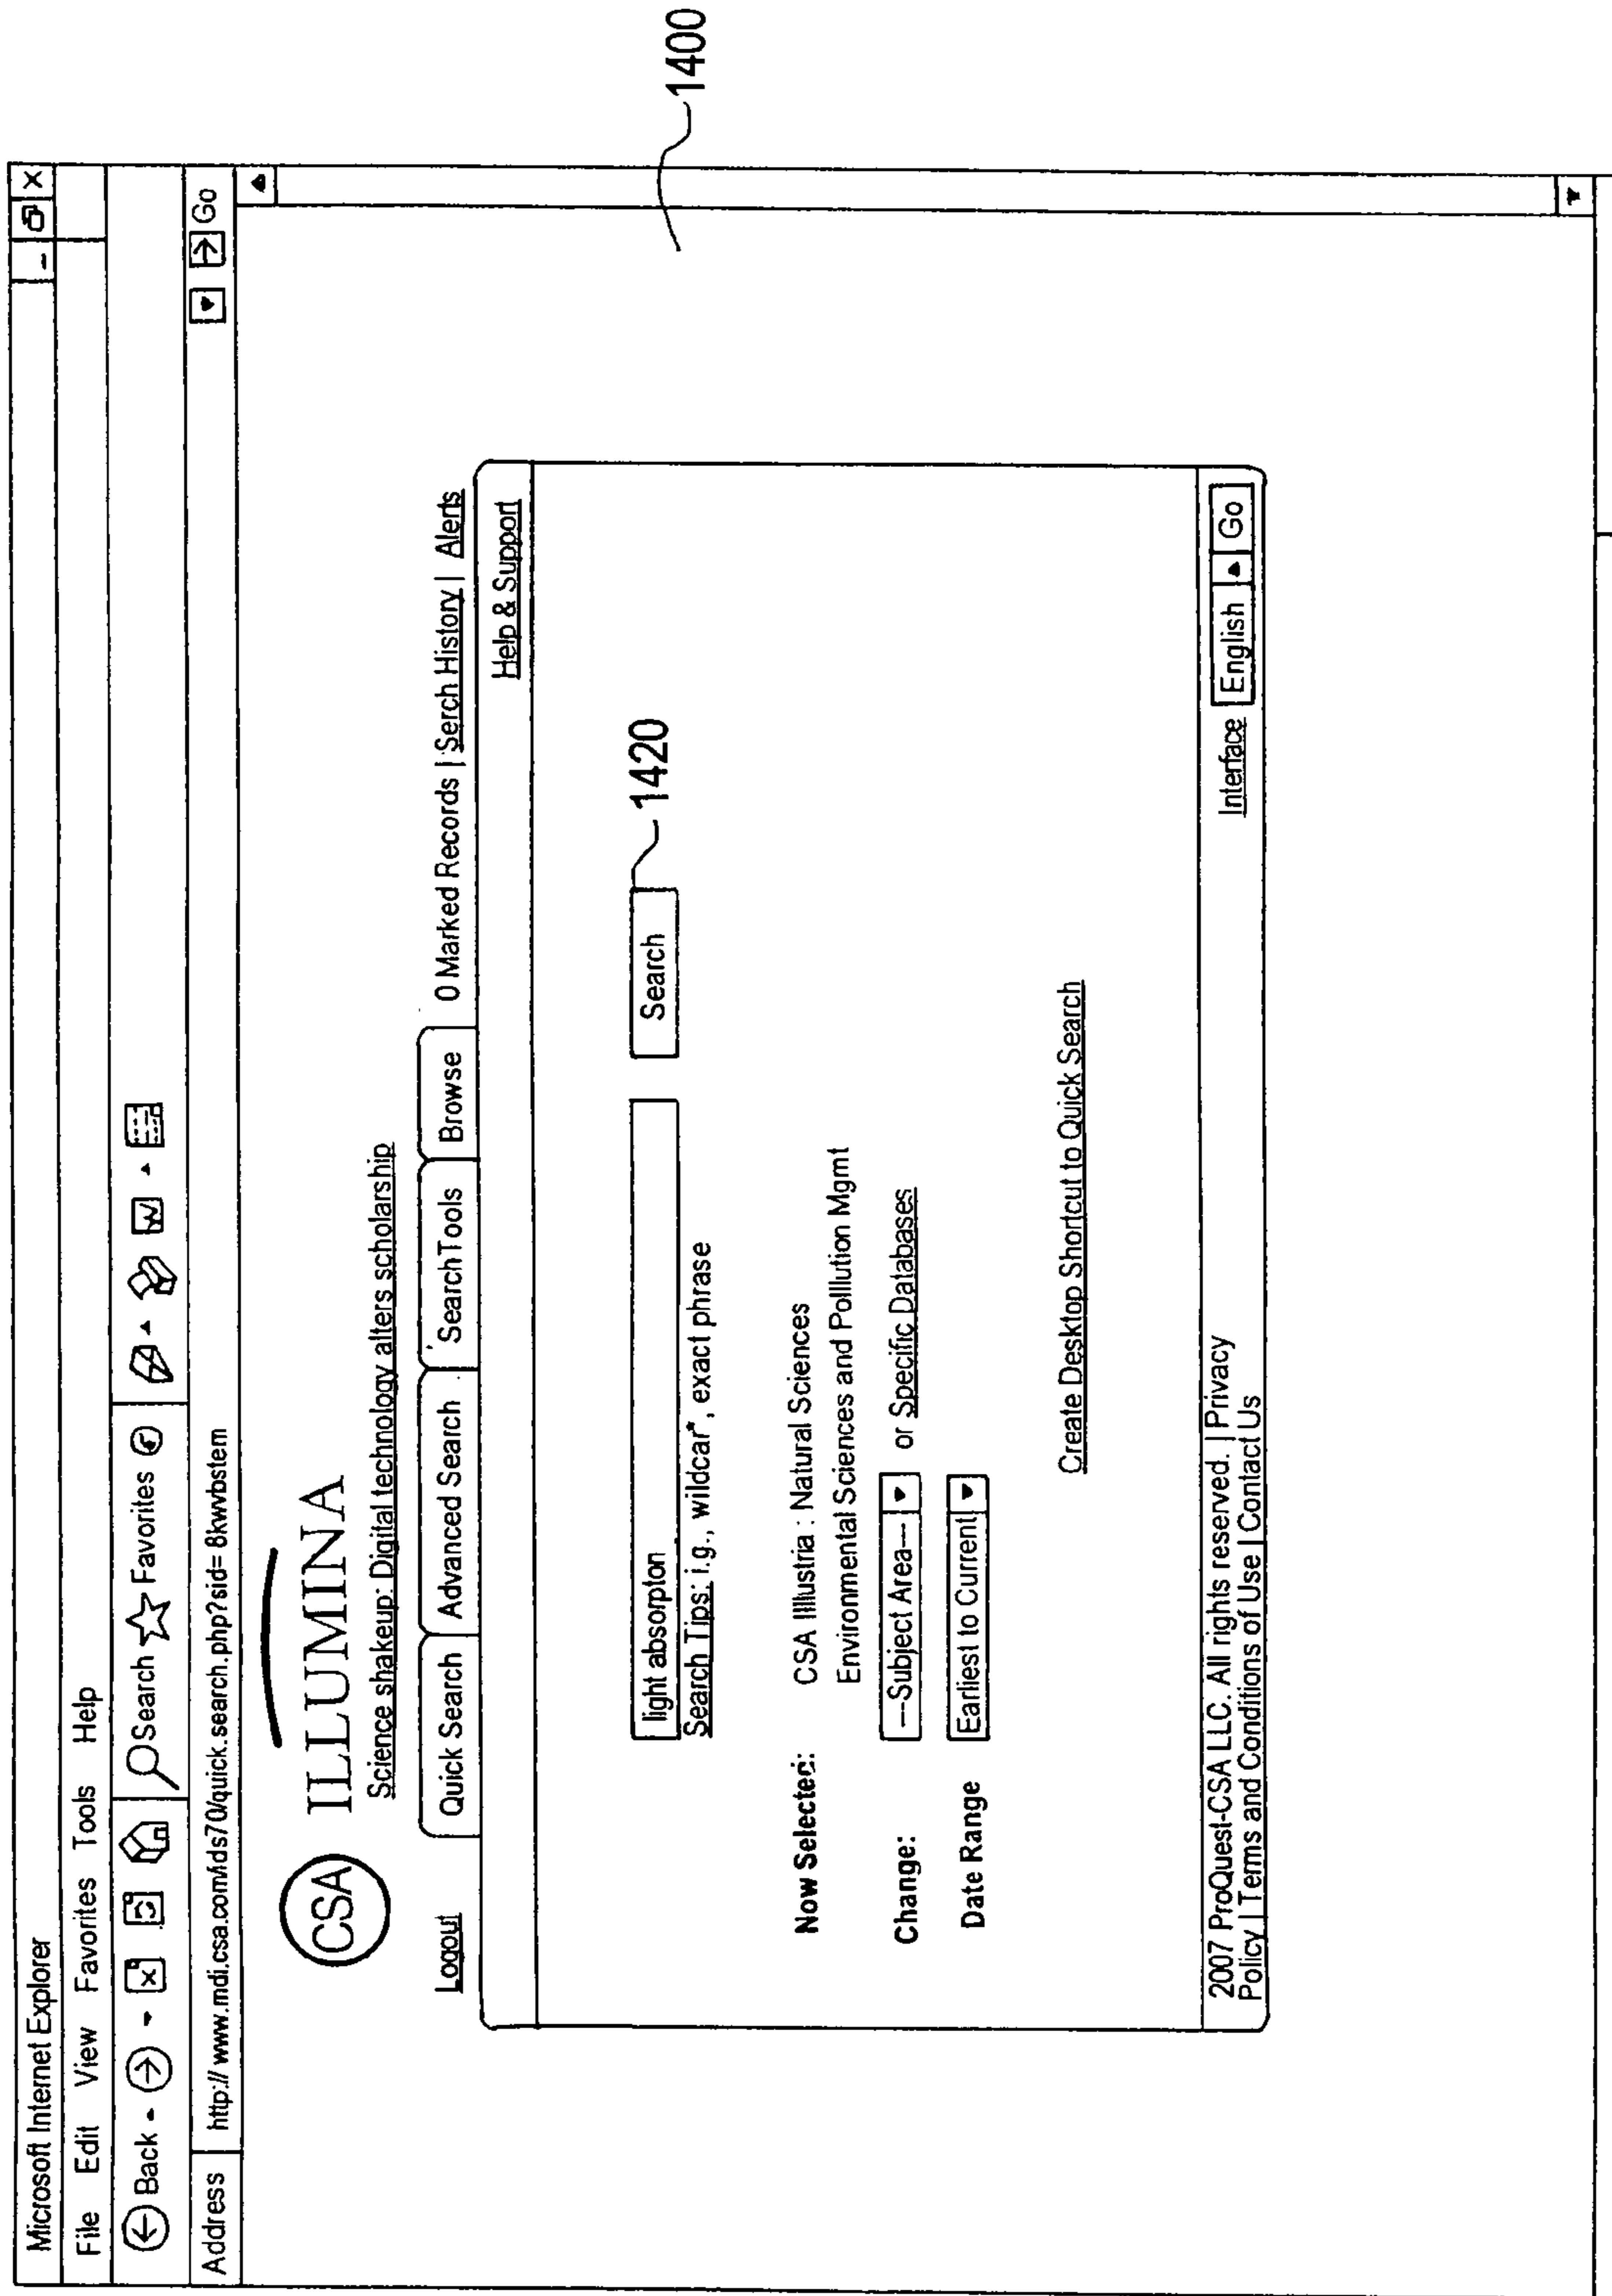 Microsoft Internet Explorer
File Edit View Favorites Tools Help
Back Search Favorites
Address http://www.mdi.csa.com/ids70/quick.search.php?sid=8kwvbstem Go
CSA ILLUMINA
Science shakeup: Digital technology alters scholarship
Logout Quick Search Advanced Search SearchTools Browse 0 Marked Records | Serch History | Alerts
Help & Support
light absorpton Search 1420
Search Tips: i.g., wildcar*, exact phrase
1400
Now Selected: CSA Illlustria : Natural Sciences
Environmental Sciences and Polllution Mgmt
Change: ---Subject Area--- or Specific Databases
Date Range Earliest to Current
Create Desktop Shortcut to Quick Search
2007 ProQuest-CSA LLC. All rights reserved. | Privacy
Policy | Terms and Conditions of Use | Contact Us
Interface English Go